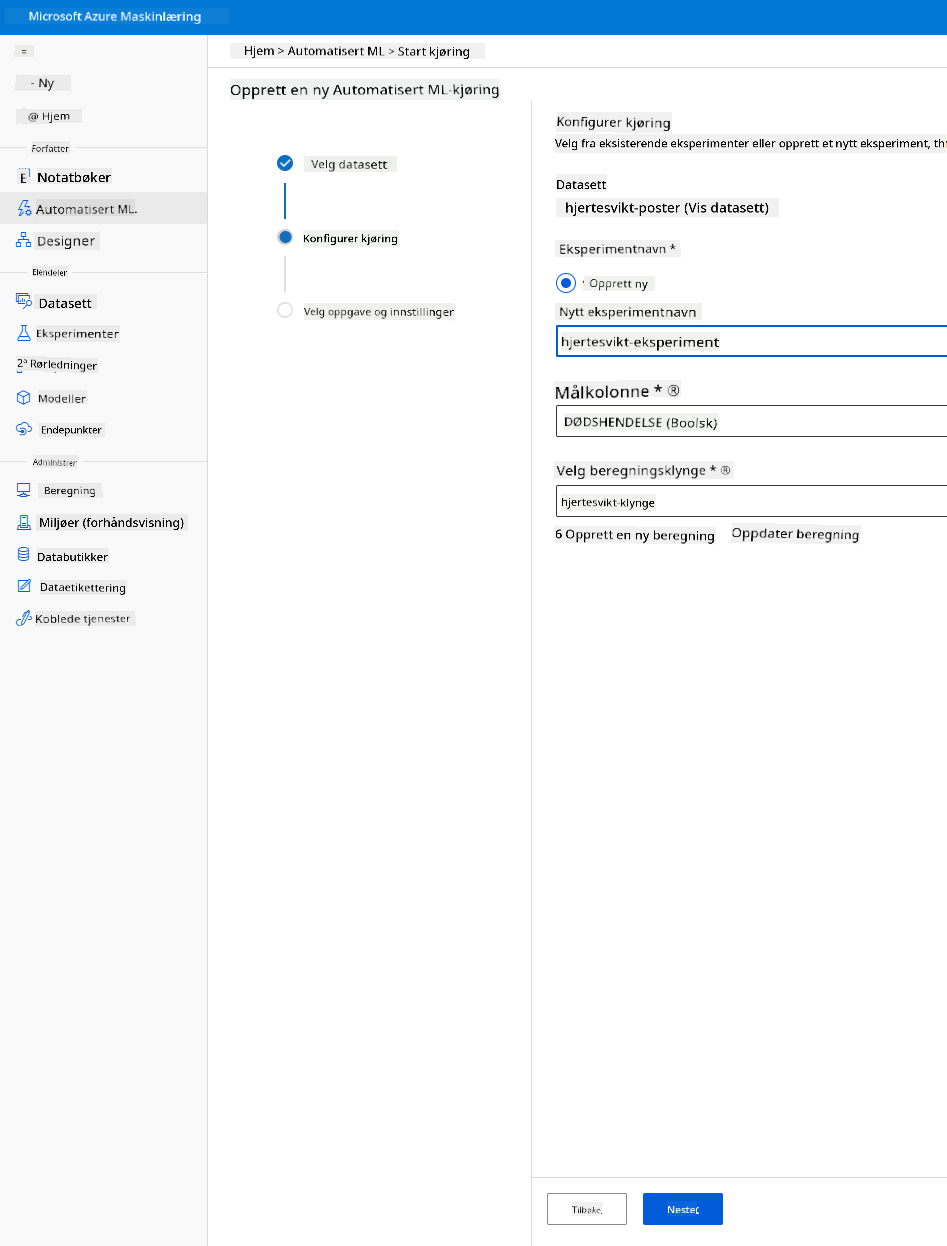 Microsoft Azure Maskinlæring
=
- Ny
@ Hjem
Forfatter
E Notatbøker
Automatisert ML.
Designer
Eiendeler
Datasett
Eksperimenter
2ª Rørledninger
Modeller
Endepunkter
Administrer
Beregning
Miljøer (forhåndsvisning)
Databutikker
Dataetikettering
Koblede tjenester
Hjem > Automatisert ML > Start kjøring
Opprett en ny Automatisert ML-kjøring
Velg datasett
Konfigurer kjøring
Velg oppgave og innstillinger
Konfigurer kjøring
Velg fra eksisterende eksperimenter eller opprett et nytt eksperiment,
Datasett
hjertesvikt-poster (Vis datasett)
Eksperimentnavn *
Opprett ny
Nytt eksperimentnavn
hjertesvikt-eksperiment
Målkolonne * ®
DØDSHENDELSE (Boolsk)
Velg beregningsklynge * ®
hjertesvikt-klynge
6 Opprett en ny beregning Oppdater beregning
Tilbake.
Neste